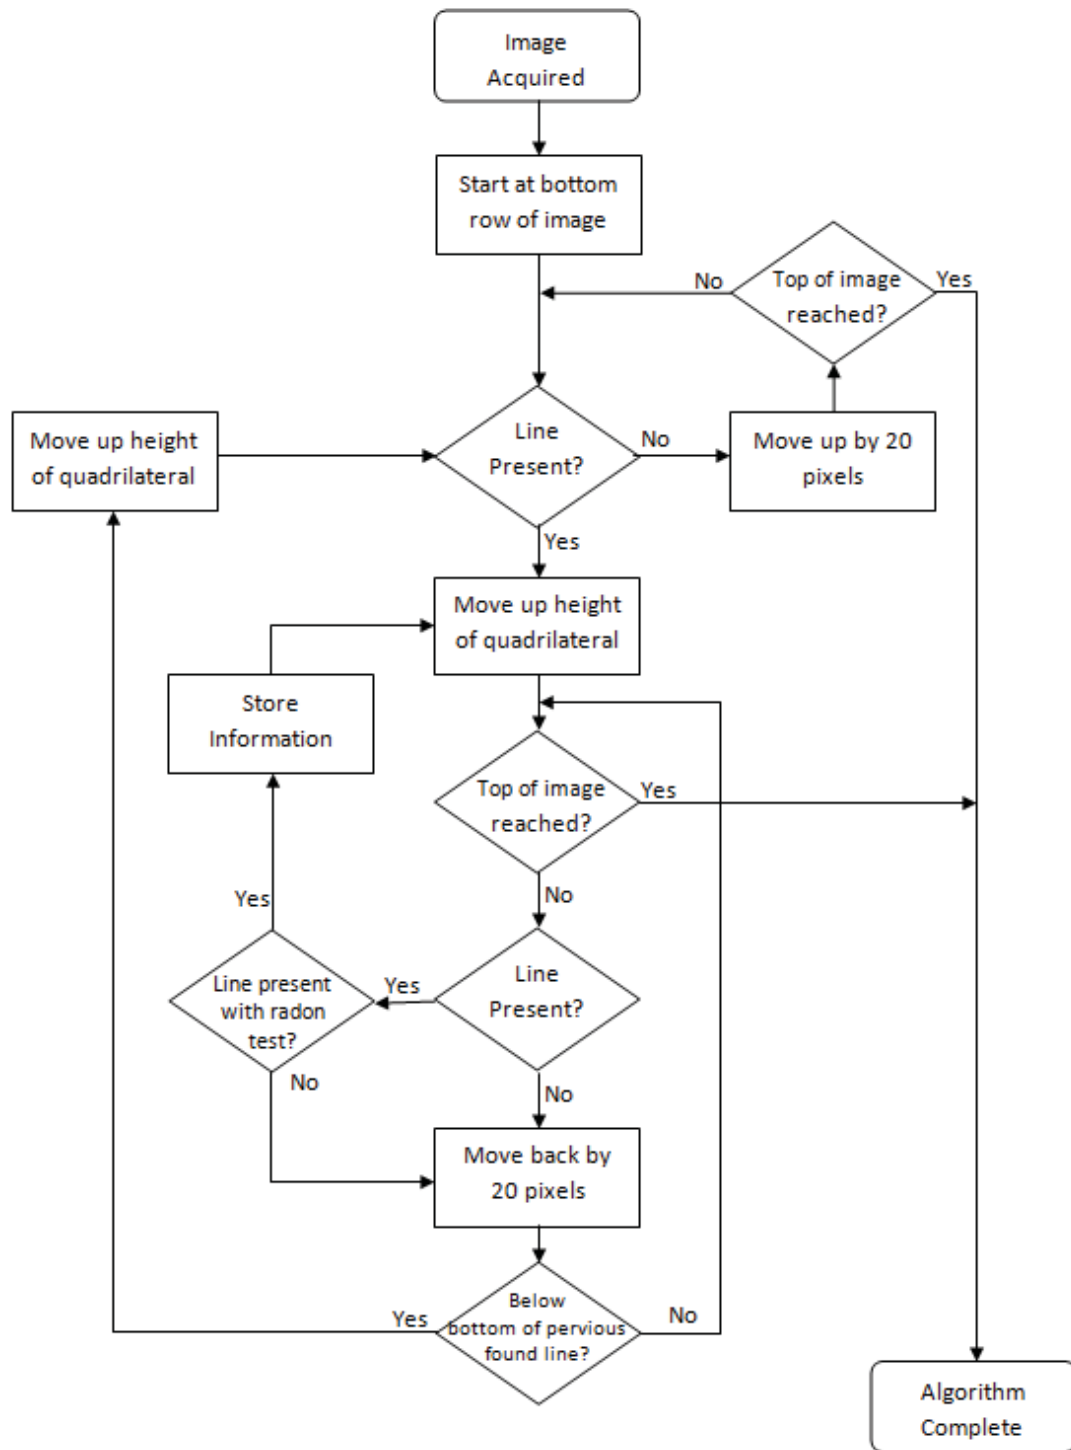 Image
Acquired
Start at bottom
row of image
No
Top of image
reached?
Yes
Move up height
of quadrilateral
Line
Present?
No
Move up by 20
pixels
Yes
Move up height
of quadrilateral
Store
Information
Top of image
reached?
Yes
No
Yes
Line present
with radon
test?
Yes
Line
Present?
No
No
Move back by
20 pixels
Yes
Below
bottom of pervious
found line?
No
Algorithm
Complete